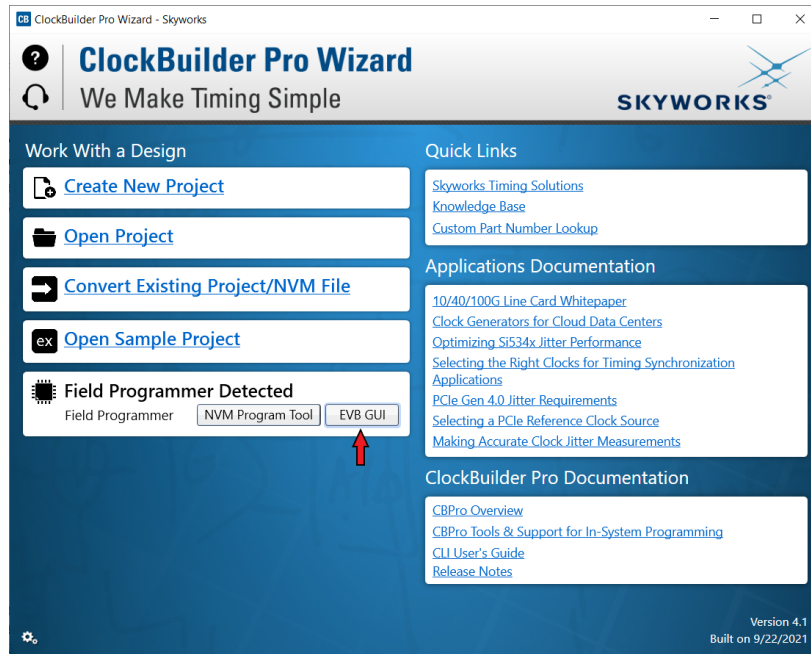 CB ClockBuilder Pro Wizard - Skyworks
ClockBuilder Pro Wizard
We Make Timing Simple
SKYWORKS®
Work With a Design
Create New Project
Open Project
Convert Existing Project/NVM File
ex Open Sample Project
Field Programmer Detected
Field Programmer NVM Program Tool EVB GUI
Quick Links
Skyworks Timing Solutions
Knowledge Base
Custom Part Number Lookup
Applications Documentation
10/40/100G Line Card Whitepaper
Clock Generators for Cloud Data Centers
Optimizing Si534x Jitter Performance
Selecting the Right Clocks for Timing Synchronization
Applications
PCIe Gen 4.0 Jitter Requirements
Selecting a PCIe Reference Clock Source
Making Accurate Clock Jitter Measurements
ClockBuilder Pro Documentation
CBPro Overview
CBPro Tools & Support for In-System Programming
CLI User's Guide
Release Notes
Version 4.1
Built on 9/22/2021